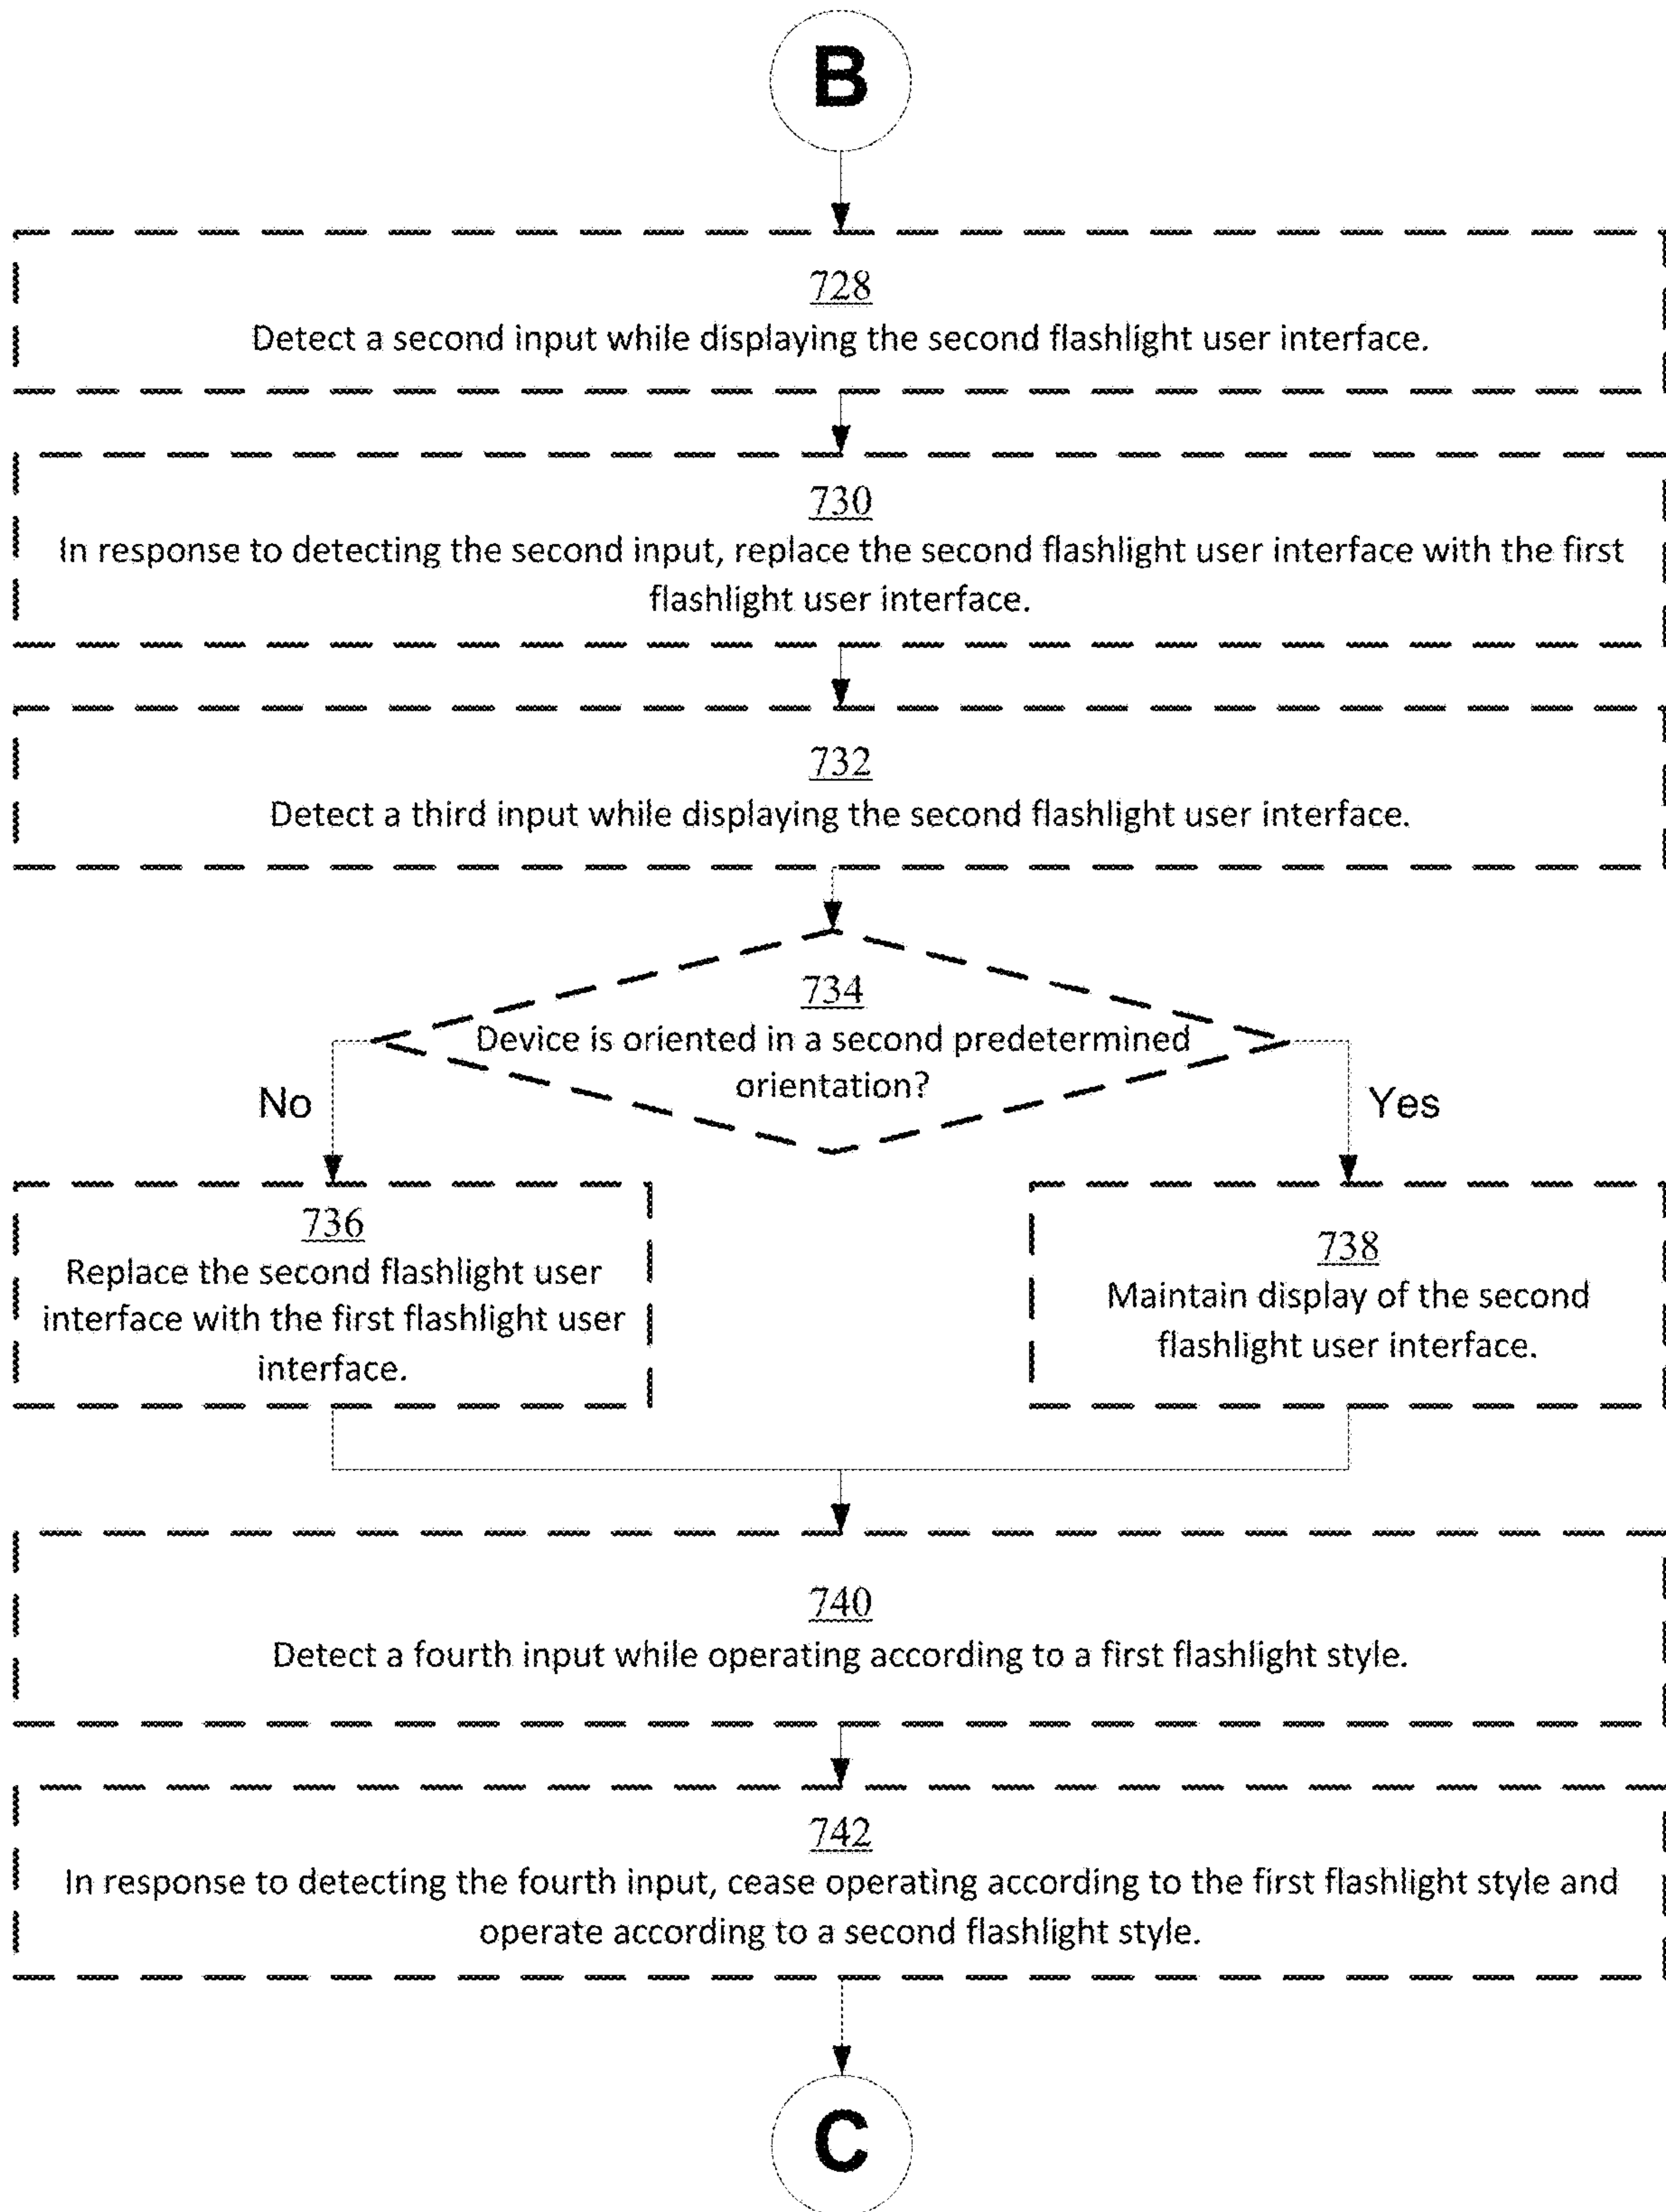 B
728
Detect a second input while displaying the second flashlight user interface.
730
In response to detecting the second input, replace the second flashlight user interface with the first
flashlight user interface.
732
Detect a third input while displaying the second flashlight user interface.
734
Device is oriented in a second predetermined
orientation?
No
Yes
736
Replace the second flashlight user
interface with the first flashlight user
interface.
738
Maintain display of the second
flashlight user interface.
740
Detect a fourth input while operating according to a first flashlight style.
742
In response to detecting the fourth input, cease operating according to the first flashlight style and
operate according to a second flashlight style.
C